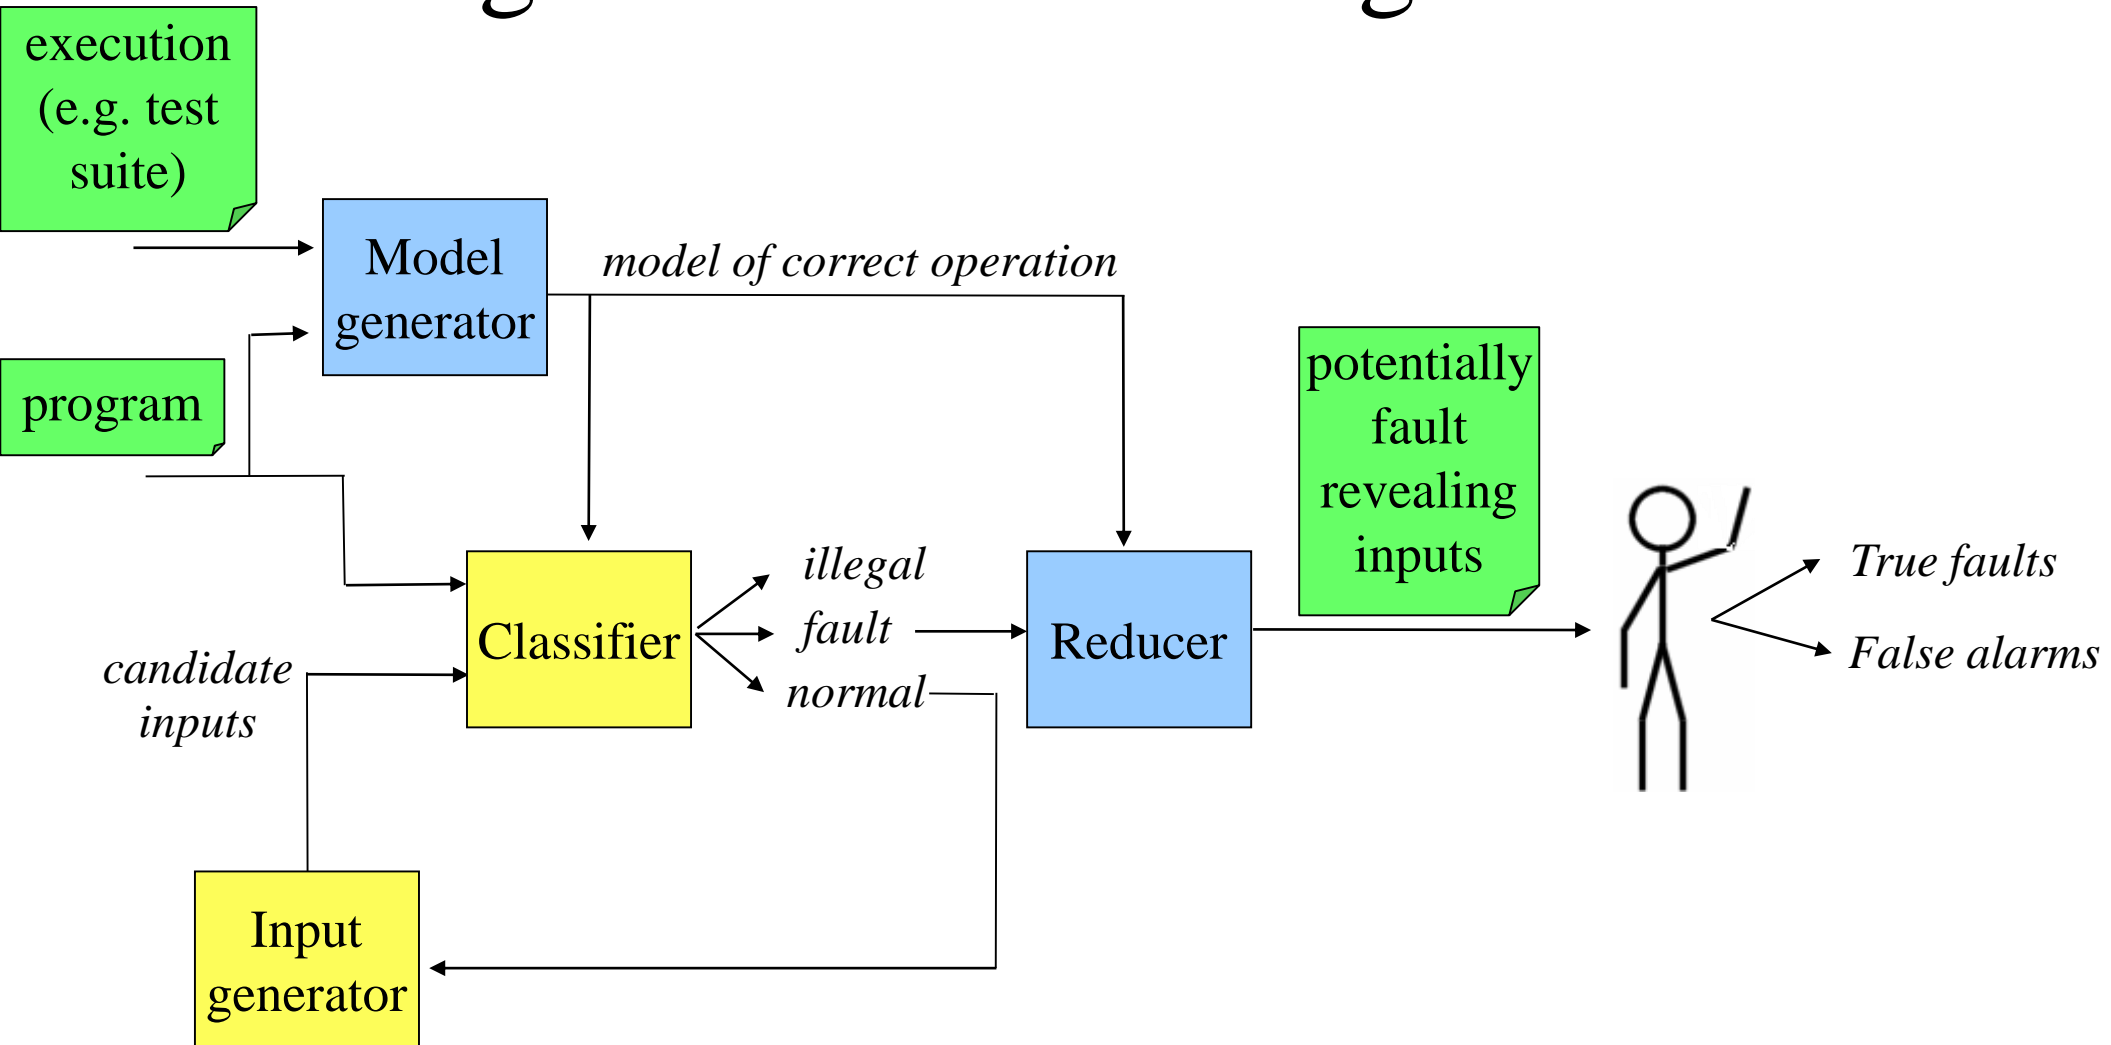 execution
(e.g. test
suite)
Model
generator
model of correct operation
program
potentially
fault
revealing
inputs
illegal
fault
normal
Classifier
Reducer
True faults
False alarms
candidate
inputs
Input
generator